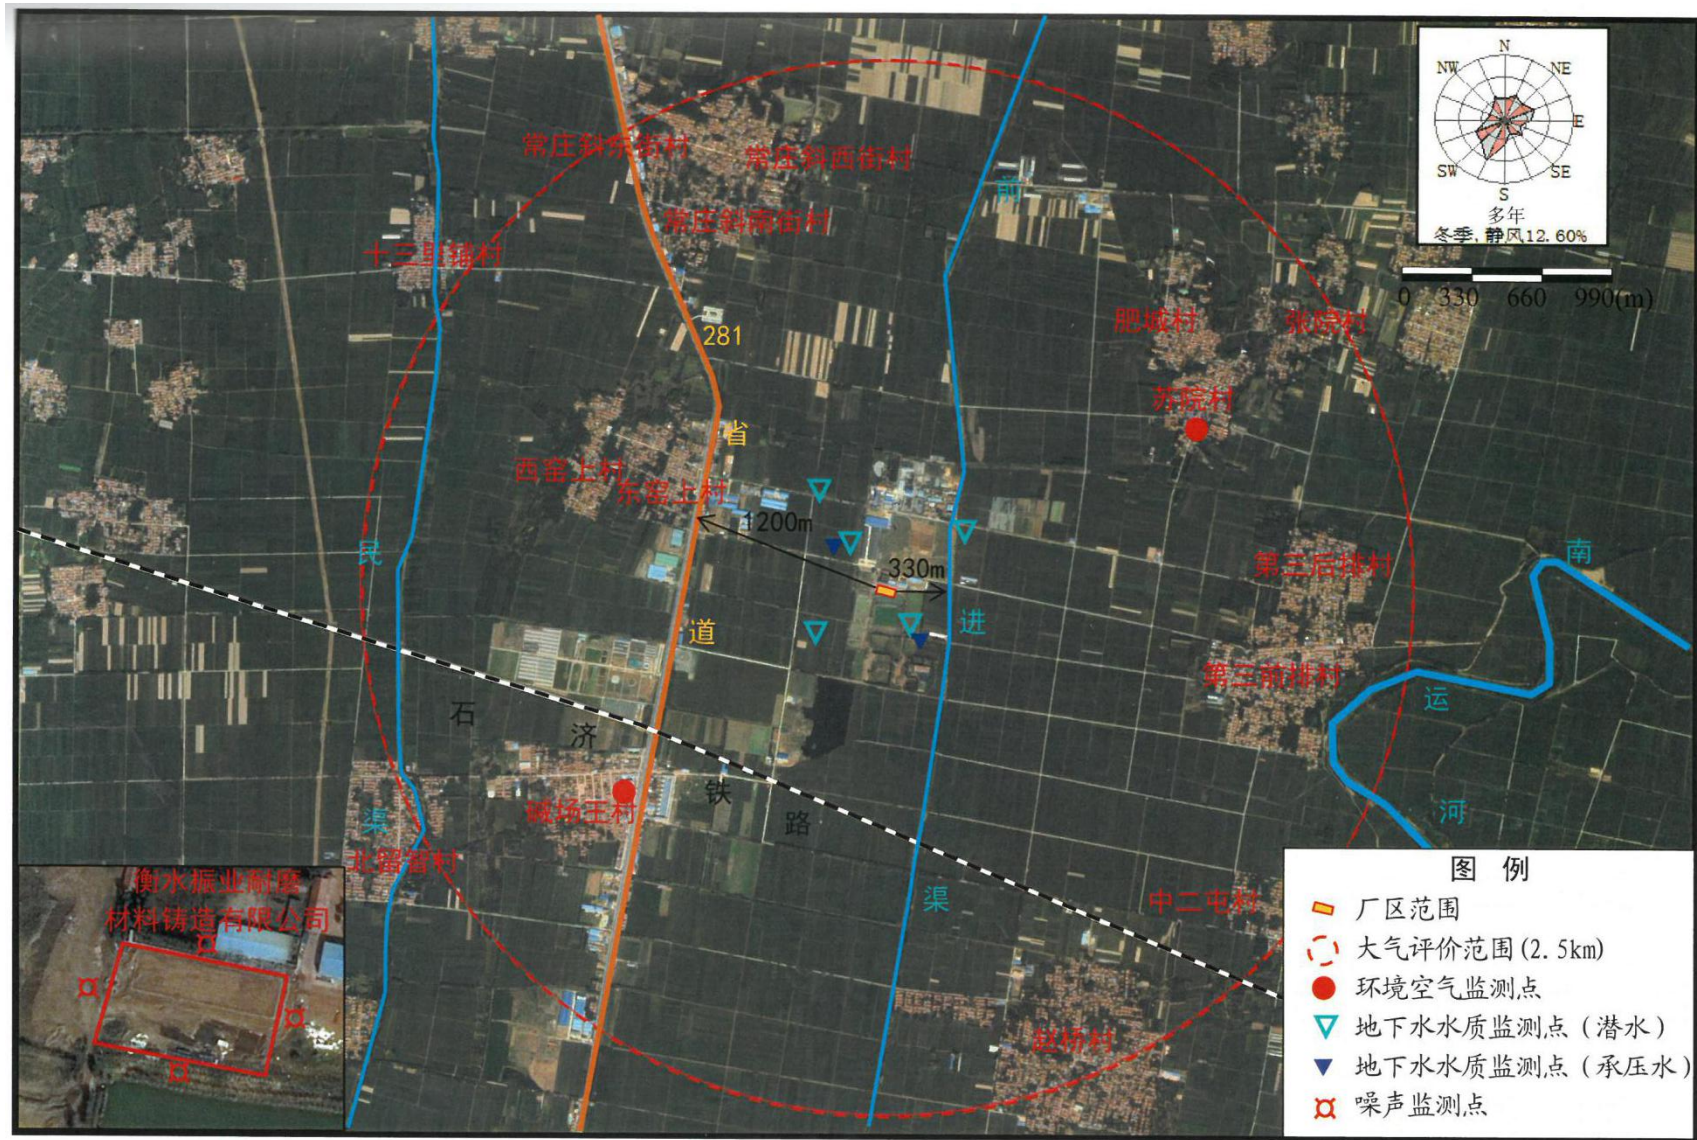 N
NW
NE
E
SW
SE
S
多年
冬季,静风12.60%
0 330 660 990(m)
常庄斜东街村
常庄斜西街村
常庄斜南街村
前
十三里铺村
肥城村
张院村
281
苏院村
省
西窑上村
东窑上村
1200m
民
330m
第三后排村
南
道
进
第三前排村
运
石
济
铁
路
碱场王村
渠
河
北留智村
渠
中二屯村
赵杨村
衡水振业耐磨
材料铸造有限公司
图 例
厂区范围
大气评价范围(2.5km)
环境空气监测点
地下水水质监测点(潜水)
地下水水质监测点(承压水)
噪声监测点